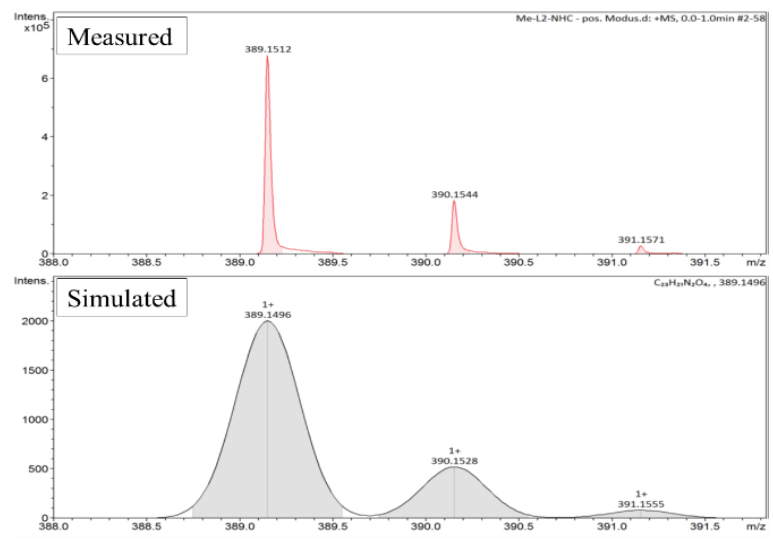 Intens.
x10⁵
Measured
Me-L2-NHC - pos. Modus.d: +MS, 0.0-1.0min #2-58
389.1512
390.1544
391.1571
6
4
2
0
388.0 388.5 389.0 389.5 390.0 390.5 391.0 391.5 m/z
Intens.
Simulated
C₂₃H₂₁N₂O₄, , 389.1496
1+
389.1496
1+
390.1528
1+
391.1555
2000
1500
1000
500
0
388.0 388.5 389.0 389.5 390.0 390.5 391.0 391.5 m/z